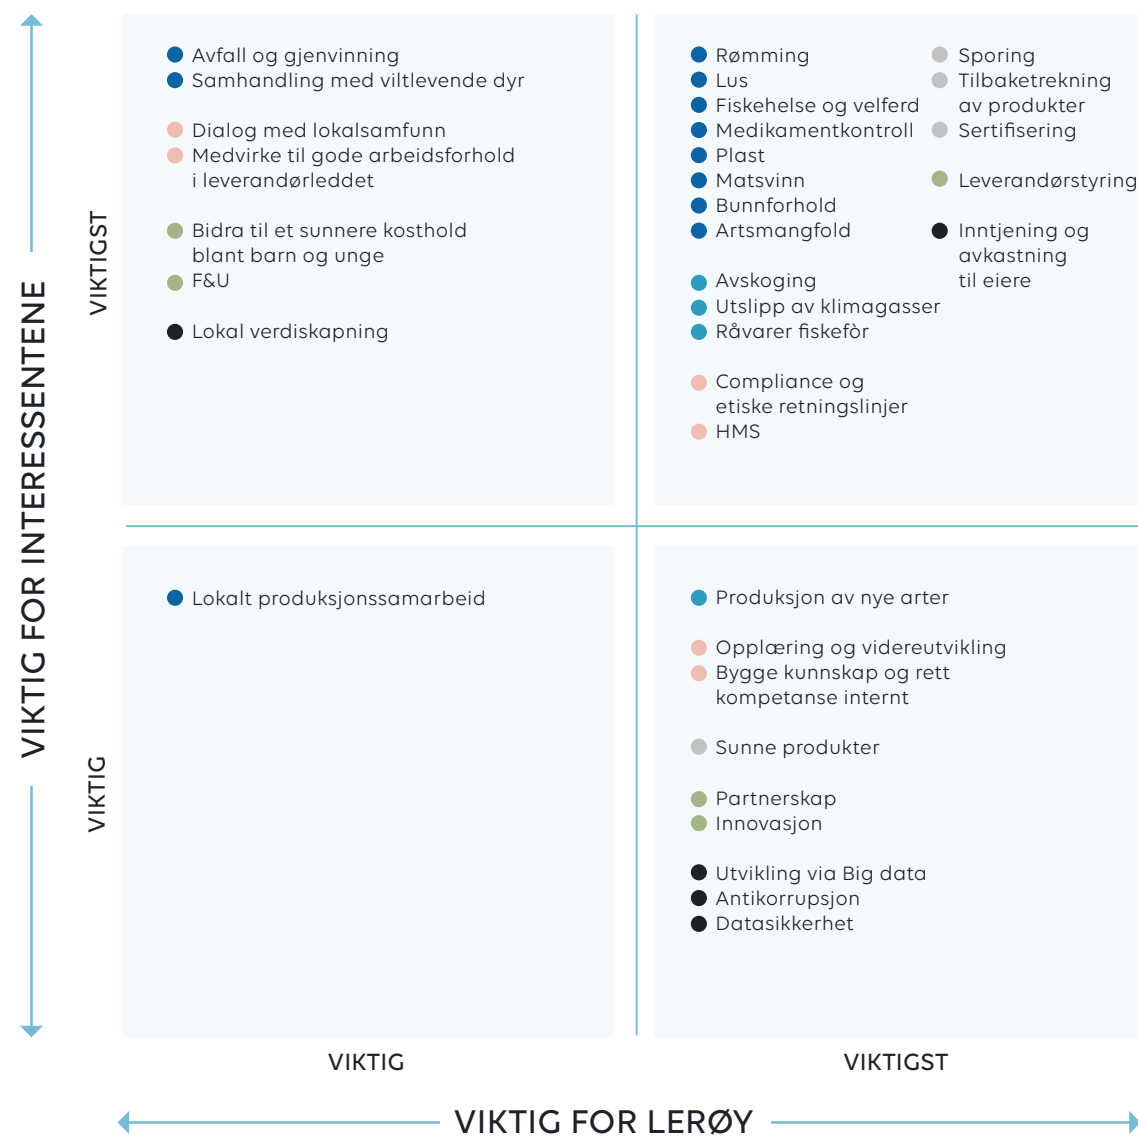 VIKTIG FOR INTERESSENTENE
VIKTIGST
Avfall og gjenvinning
Samhandling med viltlevende dyr
Dialog med lokalsamfunn
Medvirke til gode arbeidsforhold
i leverandørleddet
Bidra til et sunnere kosthold
blant barn og unge
F&U
Lokal verdiskapning
Rømming
Lus
Fiskehelse og velferd
Medikamentkontroll
Plast
Matsvinn
Bunnforhold
Artsmangfold
Avskoging
Utslipp av klimagasser
Råvarer fiskefòr
Compliance og
etiske retningslinjer
HMS
Sporing
Tilbaketrekning
av produkter
Sertifisering
Leverandørstyring
Inntjening og
avkastning
til eiere
VIKTIG
Lokalt produksjonssamarbeid
Produksjon av nye arter
Opplæring og videreutvikling
Bygge kunnskap og rett
kompetanse internt
Sunne produkter
Partnerskap
Innovasjon
Utvikling via Big data
Antikorrupsjon
Datasikkerhet
VIKTIG
VIKTIGST
VIKTIG FOR LERØY